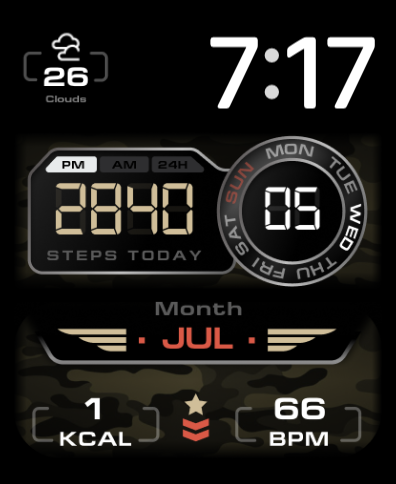 7:17
26
Clouds
PM AM 24H
2840
STEPS TODAY
SUN MON TUE WED THU FRI SAT
05
Month
· JUL ·
1
KCAL
66
BPM